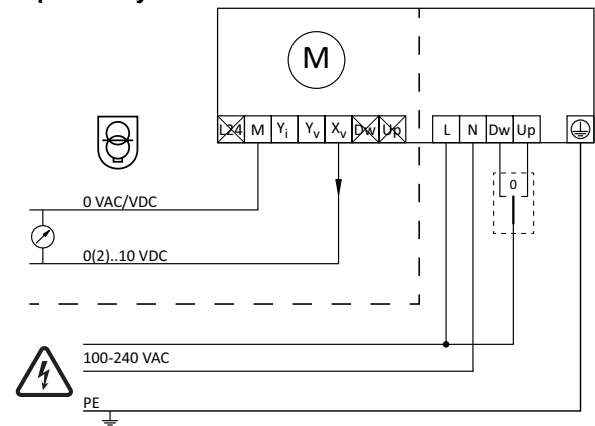 M
L24 M Yi Yv Xv Dw Up L N Dw Up
0
0 VAC/VDC
0(2)..10 VDC
100-240 VAC
PE